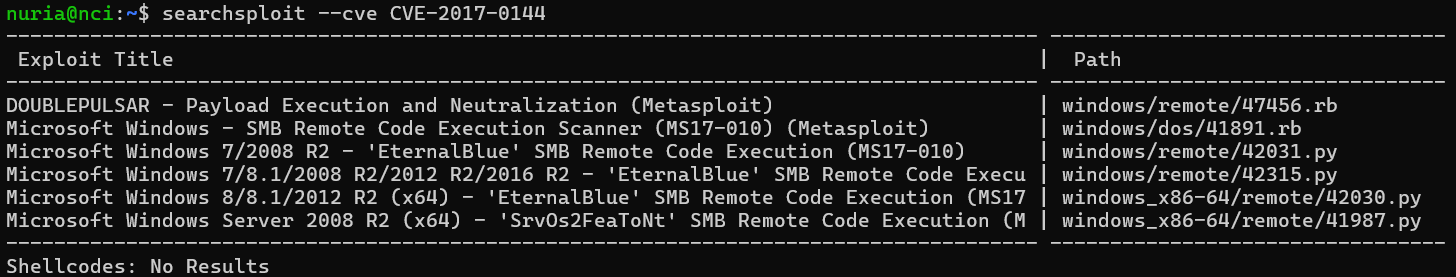 nuria@nci:~$ searchsploit --cve CVE-2017-0144
--------------------------------------------------------------------------------------- ---------------------------------
 Exploit Title                                                                         |  Path
--------------------------------------------------------------------------------------- ---------------------------------
DOUBLEPULSAR - Payload Execution and Neutralization (Metasploit)                       | windows/remote/47456.rb
Microsoft Windows - SMB Remote Code Execution Scanner (MS17-010) (Metasploit)          | windows/dos/41891.rb
Microsoft Windows 7/2008 R2 - 'EternalBlue' SMB Remote Code Execution (MS17-010)       | windows/remote/42031.py
Microsoft Windows 7/8.1/2008 R2/2012 R2/2016 R2 - 'EternalBlue' SMB Remote Code Execu | windows/remote/42315.py
Microsoft Windows 8/8.1/2012 R2 (x64) - 'EternalBlue' SMB Remote Code Execution (MS17 | windows_x86-64/remote/42030.py
Microsoft Windows Server 2008 R2 (x64) - 'SrvOs2FeaToNt' SMB Remote Code Execution (M | windows_x86-64/remote/41987.py
--------------------------------------------------------------------------------------- ---------------------------------
Shellcodes: No Results